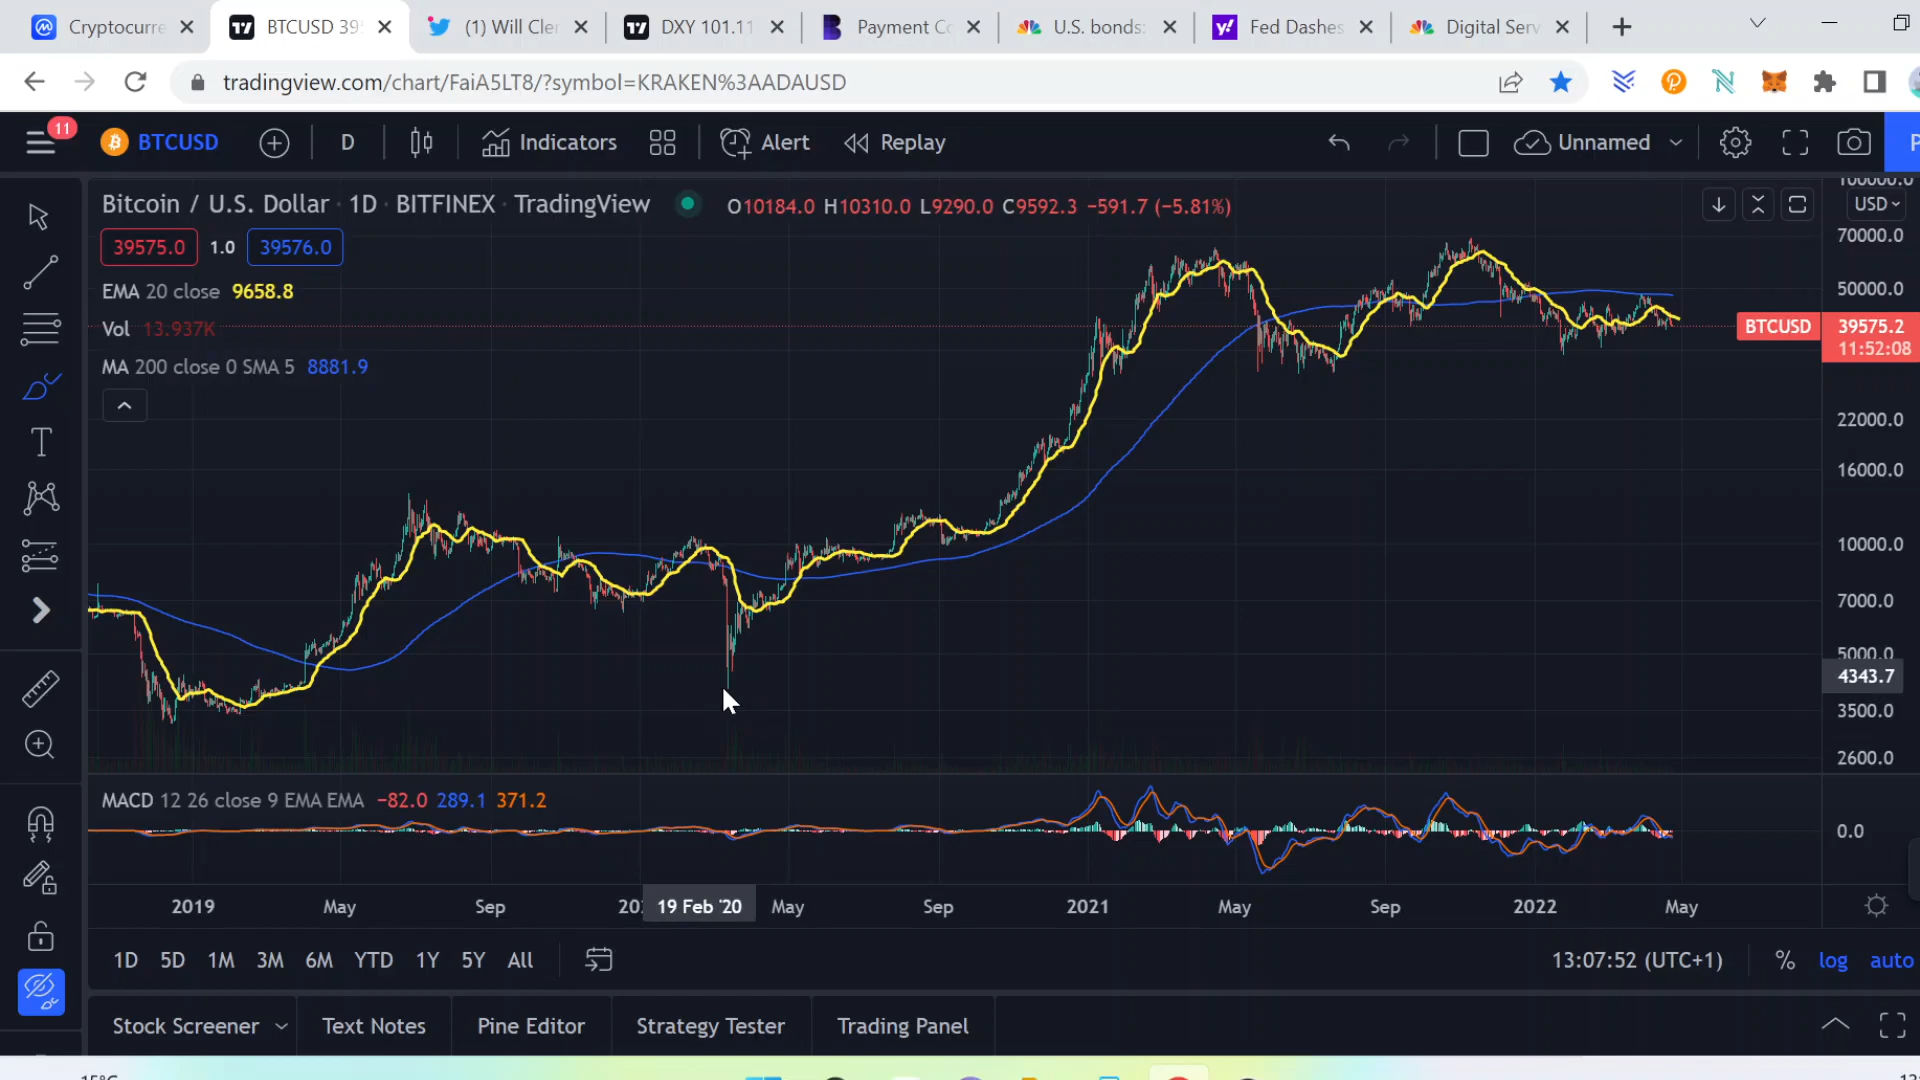 Cryptocurre
BTCUSD 39
(1) Will Cler
DXY 101.11
Payment Co
U.S. bonds:
Fed Dashes
Digital Serv
tradingview.com/chart/FaiA5LT8/?symbol=KRAKEN%3AADAUSD
11
BTCUSD D Indicators Alert Replay Unnamed P
Bitcoin / U.S. Dollar · 1D · BITFINEX · TradingView O10184.0 H10310.0 L9290.0 C9592.3 −591.7 (−5.81%)
USD
39575.0 1.0 39576.0
EMA 20 close 9658.8
Vol 13.937K
MA 200 close 0 SMA 5 8881.9
100000.0
70000.0
50000.0
BTCUSD 39575.2
11:52:08
22000.0
16000.0
10000.0
7000.0
5000.0
4343.7
3500.0
2600.0
MACD 12 26 close 9 EMA EMA −82.0 289.1 371.2
0.0
2019 May Sep 20 19 Feb '20 May Sep 2021 May Sep 2022 May
1D 5D 1M 3M 6M YTD 1Y 5Y All 13:07:52 (UTC+1) % log auto
Stock Screener Text Notes Pine Editor Strategy Tester Trading Panel
15°C